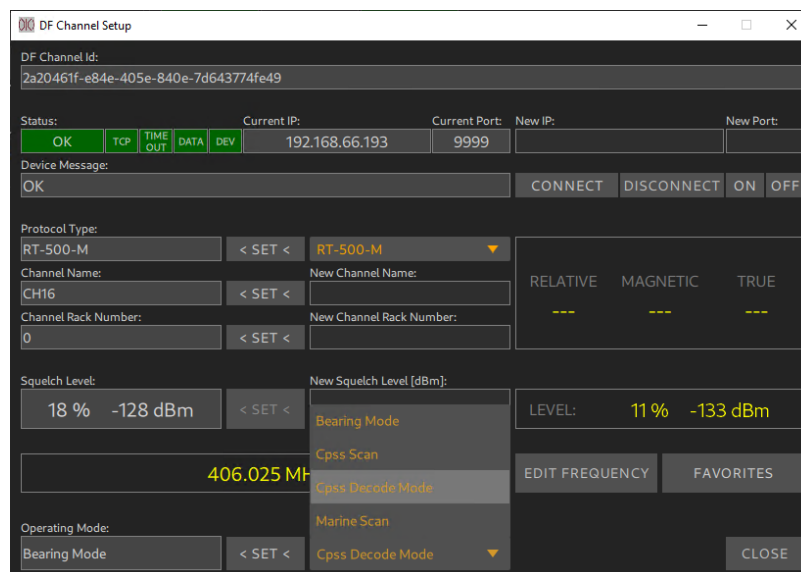 DF Channel Setup
DF Channel Id:
2a20461f-e84e-405e-840e-7d643774fe49
Status: Current IP: Current Port: New IP: New Port:
OK TCP TIME OUT DATA DEV 192.168.66.193 9999
Device Message:
OK CONNECT DISCONNECT ON OFF
Protocol Type:
RT-500-M < SET < RT-500-M
Channel Name: New Channel Name:
CH16 < SET <
RELATIVE MAGNETIC TRUE
--- --- ---
Channel Rack Number: New Channel Rack Number:
0 < SET <
Squelch Level: New Squelch Level [dBm]:
18 % -128 dBm < SET < LEVEL: 11 % -133 dBm
Bearing Mode
Cpss Scan
406.025 MH Cpss Decode Mode EDIT FREQUENCY FAVORITES
Marine Scan
Operating Mode:
Bearing Mode < SET < Cpss Decode Mode CLOSE